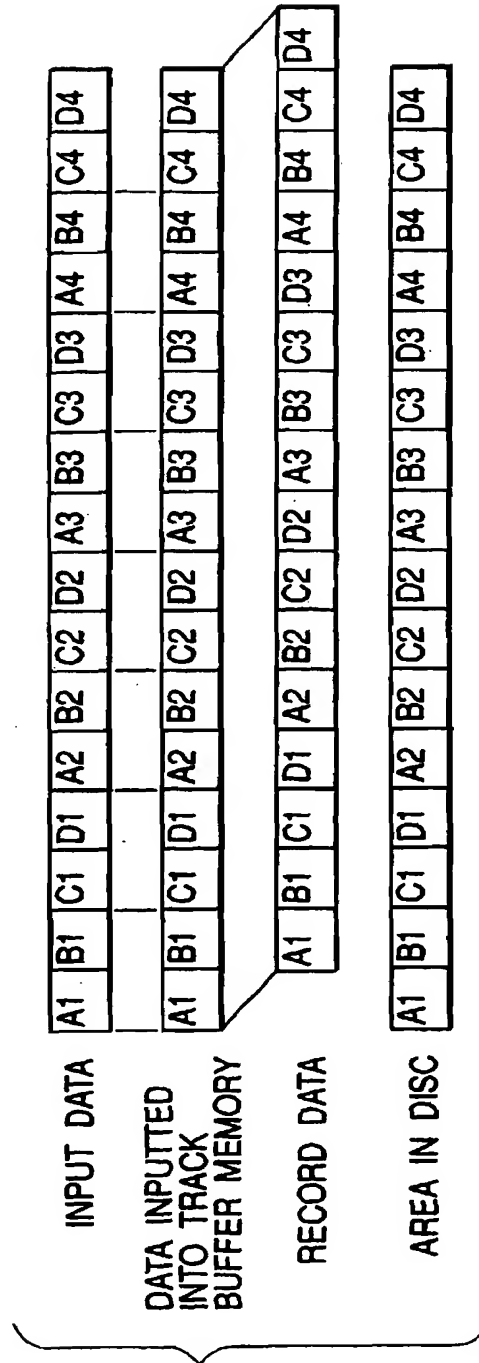 INPUT DATA
A1 B1 C1 D1 A2 B2 C2 D2 A3 B3 C3 D3 A4 B4 C4 D4
DATA INPUTTED
INTO TRACK
BUFFER MEMORY
A1 B1 C1 D1 A2 B2 C2 D2 A3 B3 C3 D3 A4 B4 C4 D4
RECORD DATA
A1 B1 C1 D1 A2 B2 C2 D2 A3 B3 C3 D3 A4 B4 C4 D4
AREA IN DISC
A1 B1 C1 D1 A2 B2 C2 D2 A3 B3 C3 D3 A4 B4 C4 D4